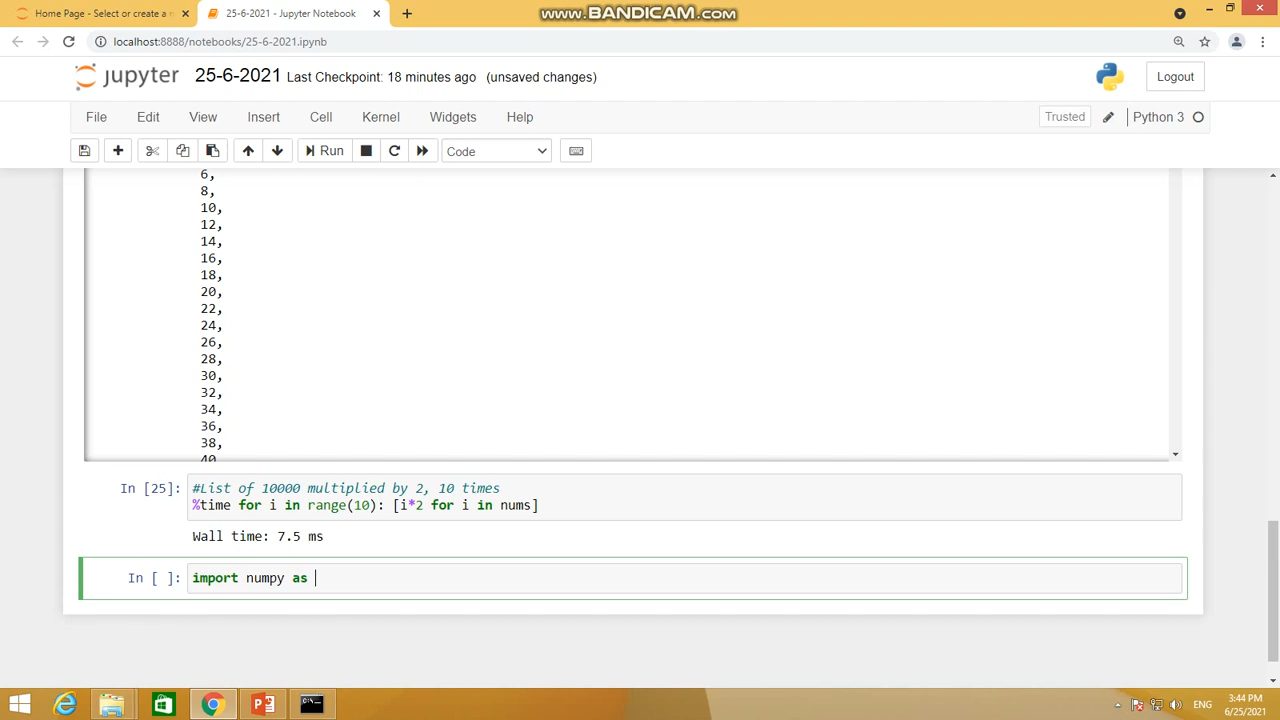 Home Page - Select or create a n
25-6-2021 - Jupyter Notebook
www.BANDICAM.com
localhost:8888/notebooks/25-6-2021.ipynb
jupyter 25-6-2021 Last Checkpoint: 18 minutes ago (unsaved changes)
Logout
File Edit View Insert Cell Kernel Widgets Help
Trusted
Python 3
Run
Code
6,
8,
10,
12,
14,
16,
18,
20,
22,
24,
26,
28,
30,
32,
34,
36,
38,
40
In [25]: #List of 10000 multiplied by 2, 10 times
%time for i in range(10): [i*2 for i in nums]
Wall time: 7.5 ms
In [ ]: import numpy as
ENG
3:44 PM
6/25/2021